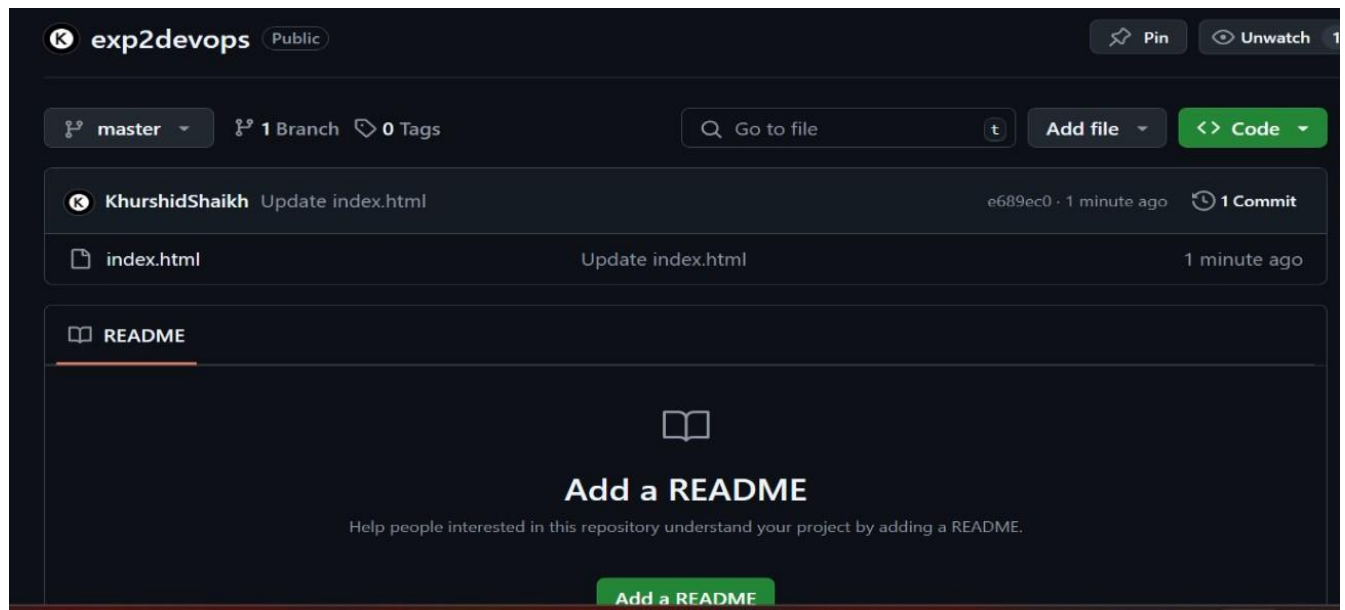 K exp2devops Public Pin Unwatch 1
master 1 Branch 0 Tags Go to file t Add file <> Code
K KhurshidShaikh Update index.html e689ec0 · 1 minute ago 1 Commit
index.html Update index.html 1 minute ago
README
Add a README
Help people interested in this repository understand your project by adding a README.
Add a README